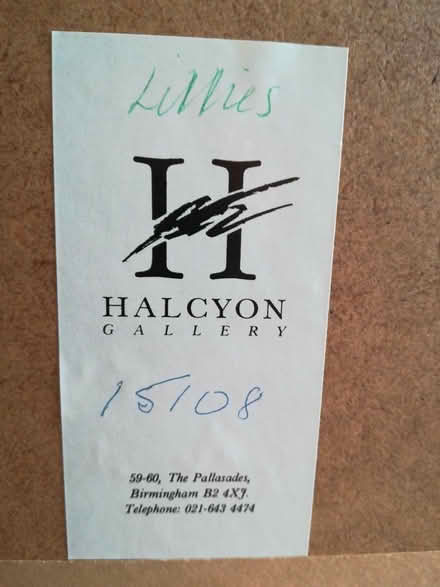 Lillies
H
HALCYON
GALLERY
15108
59-60, The Pallasades,
Birmingham B2 4XJ.
Telephone: 021-643 4474